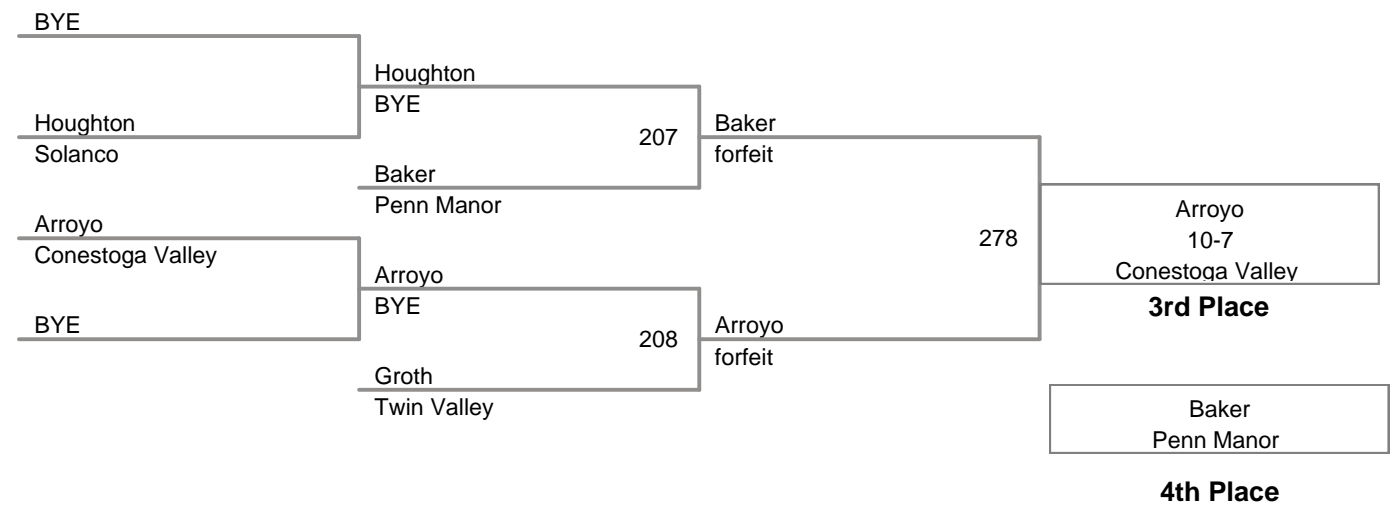 BYE
Houghton
BYE
Houghton
Solanco
207
Baker
forfeit
Baker
Penn Manor
Arroyo
Conestoga Valley
278
Arroyo
10-7
Conestoga Valley
3rd Place
Arroyo
BYE
BYE
208
Arroyo
forfeit
Groth
Twin Valley
Baker
Penn Manor
4th Place